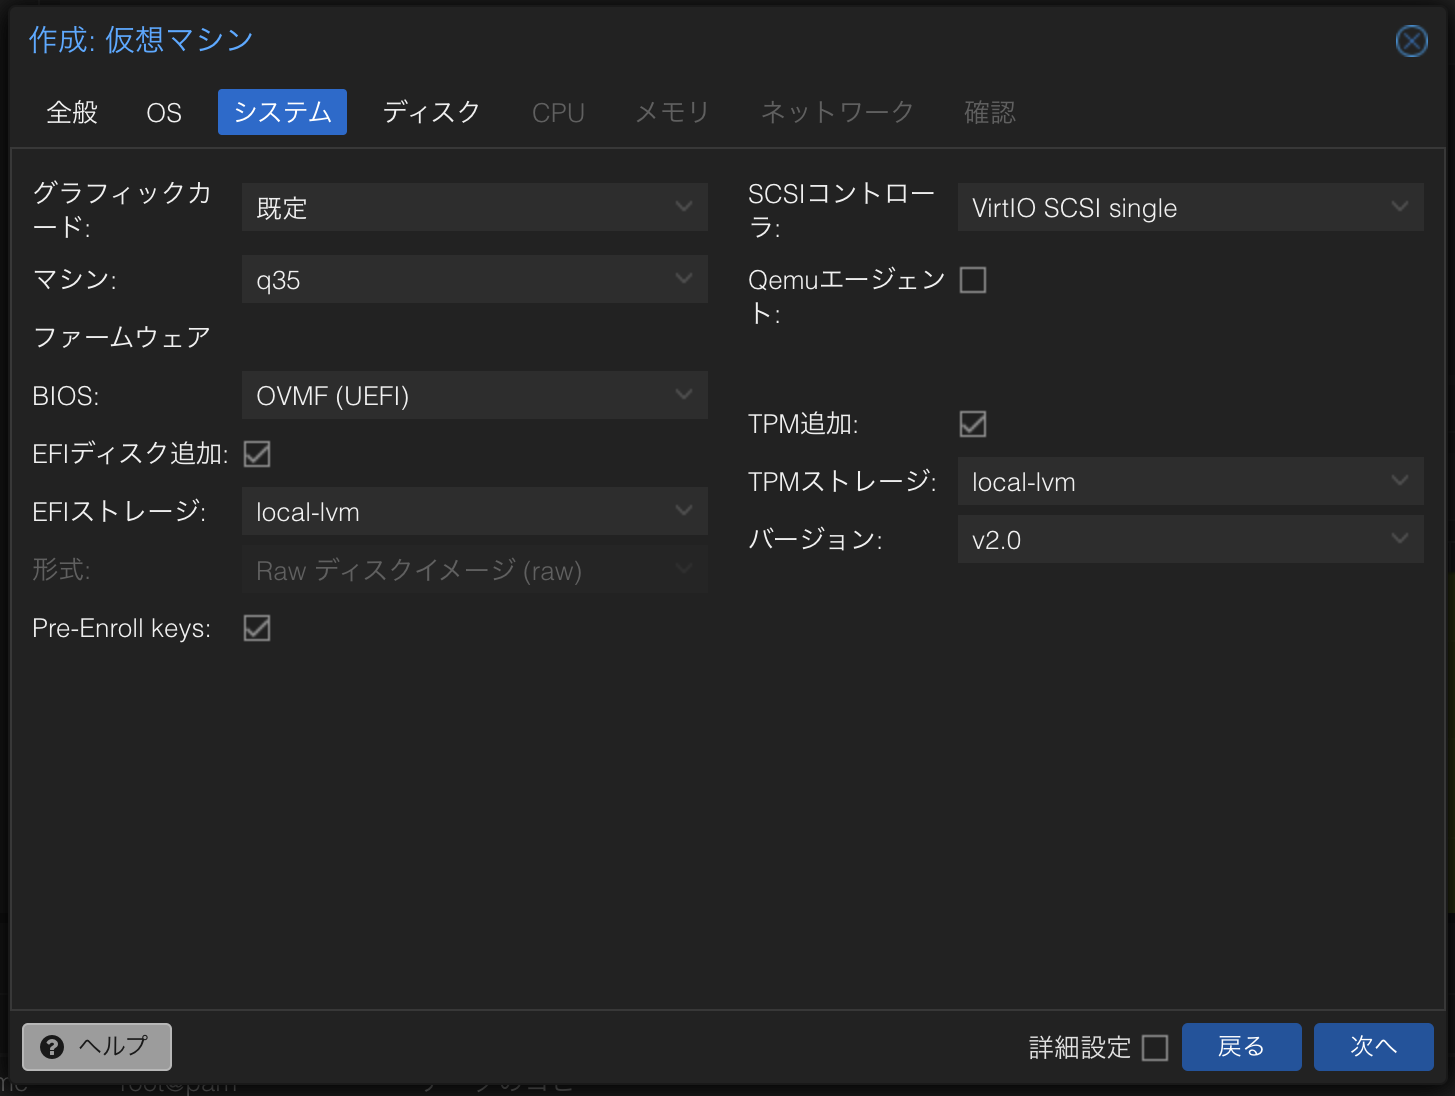 作成: 仮想マシン
全般 OS システム ディスク CPU メモリ ネットワーク 確認
グラフィックカ
ード:
既定
マシン:
q35
ファームウェア
BIOS:
OVMF (UEFI)
EFIディスク追加:
EFIストレージ:
local-lvm
形式:
Raw ディスクイメージ (raw)
Pre-Enroll keys:
SCSIコントロー
ラ:
VirtIO SCSI single
Qemuエージェン
ト:
TPM追加:
TPMストレージ:
local-lvm
バージョン:
v2.0
ヘルプ
詳細設定
戻る
次へ
root@pam